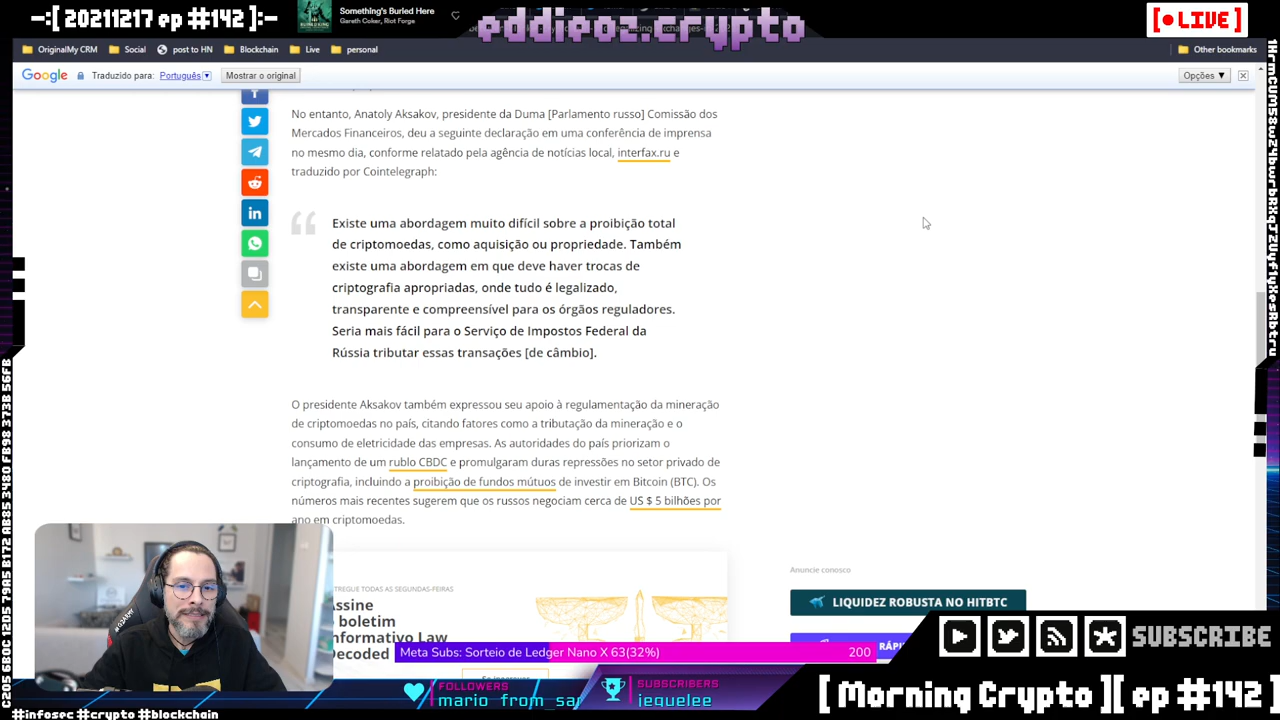 -:[ 20211217 ep #142 ]:-
Something's Burned Here
Gareth Coker, Riot Forge
eddieoz.crypto
[● LIVE ]
OriginalMy CRM
Social
post to HN
Blockchain
Live
personal
Other bookmarks
Google
Traduzido para: Português
Mostrar o original
Opções ▼
No entanto, Anatoly Aksakov, presidente da Duma [Parlamento russo] Comissão dos
Mercados Financeiros, deu a seguinte declaração em uma conferência de imprensa
no mesmo dia, conforme relatado pela agência de notícias local, interfax.ru e
traduzido por Cointelegraph:
Existe uma abordagem muito difícil sobre a proibição total
de criptomoedas, como aquisição ou propriedade. Também
existe uma abordagem em que deve haver trocas de
criptografia apropriadas, onde tudo é legalizado,
transparente e compreensível para os órgãos reguladores.
Seria mais fácil para o Serviço de Impostos Federal da
Rússia tributar essas transações [de câmbio].
O presidente Aksakov também expressou seu apoio à regulamentação da mineração
de criptomoedas no país, citando fatores como a tributação da mineração e o
consumo de eletricidade das empresas. As autoridades do país priorizam o
lançamento de um rublo CBDC e promulgaram duras repressões no setor privado de
criptografia, incluindo a proibição de fundos mútuos de investir em Bitcoin (BTC). Os
números mais recentes sugerem que os russos negociam cerca de US $ 5 bilhões por
ano em criptomoedas.
TREGUE TODAS AS SEGUNDAS-FEIRAS
ssine
boletim
nformativo Law
ecoded
Anuncie conosco
LIQUIDEZ ROBUSTA NO HITBTC
Meta Subs: Sorteio de Ledger Nano X 63(32%)
200
SUBSCRIBE
FOLLOWERS
mario_from_sa
SUBSCRIBERS
jequelee
[ Morning Crypto ][ ep #142 ]
#infosec #crypto #blockchain